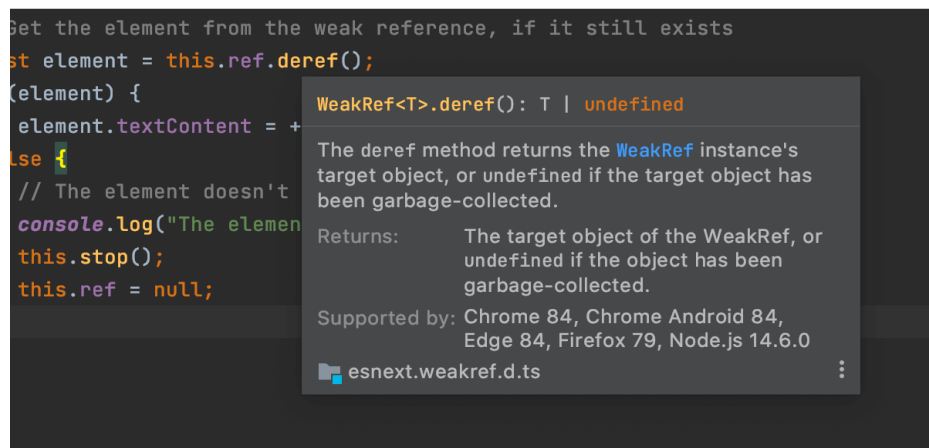 Get the element from the weak reference, if it still exists
st element = this.ref.deref();
(element) {
element.textContent = +
lse {
// The element doesn't
console.log("The elemen
this.stop();
this.ref = null;
WeakRef<T>.deref(): T | undefined
The deref method returns the WeakRef instance's
target object, or undefined if the target object has
been garbage-collected.
Returns: The target object of the WeakRef, or
undefined if the object has been
garbage-collected.
Supported by: Chrome 84, Chrome Android 84,
Edge 84, Firefox 79, Node.js 14.6.0
esnext.weakref.d.ts